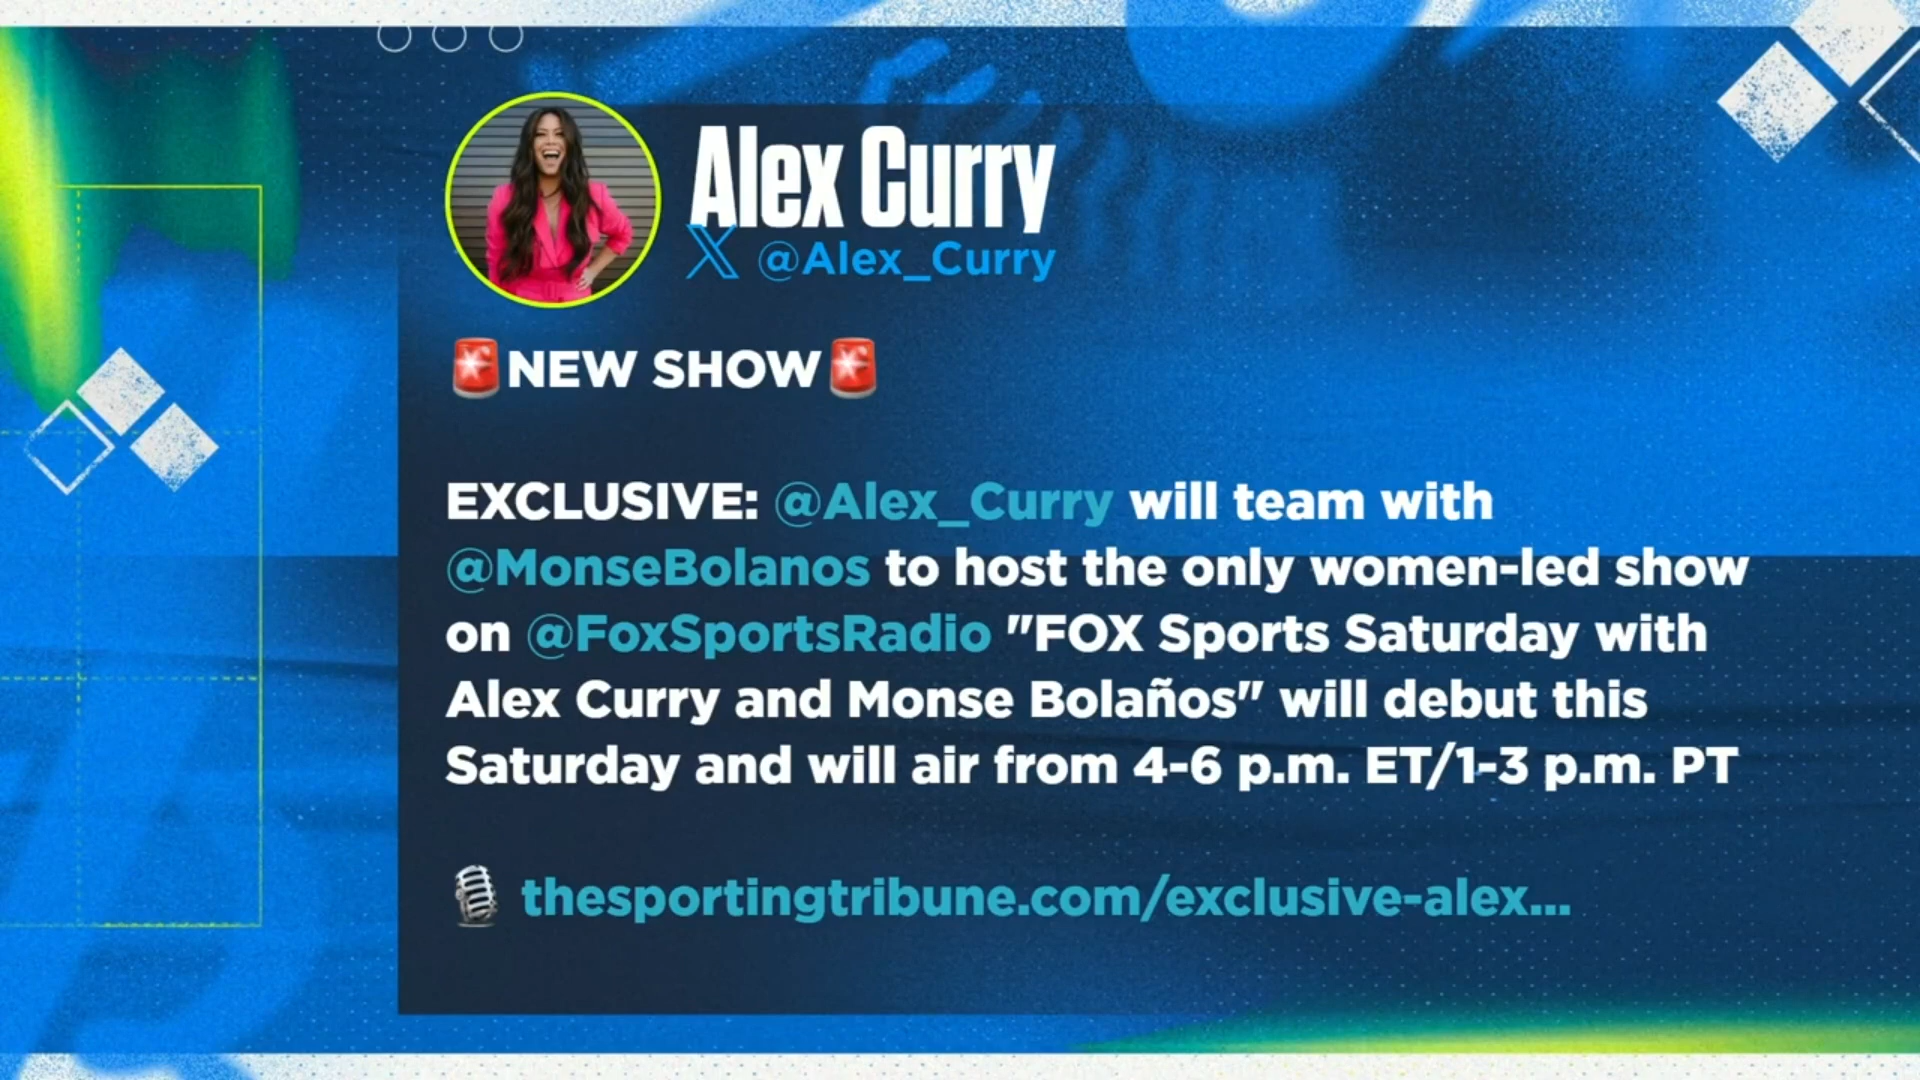 Alex Curry
X @Alex_Curry
🚨NEW SHOW🚨
EXCLUSIVE: @Alex_Curry will team with
@MonseBolanos to host the only women-led show
on @FoxSportsRadio "FOX Sports Saturday with
Alex Curry and Monse Bolaños" will debut this
Saturday and will air from 4-6 p.m. ET/1-3 p.m. PT
🎙 thesportingtribune.com/exclusive-alex...